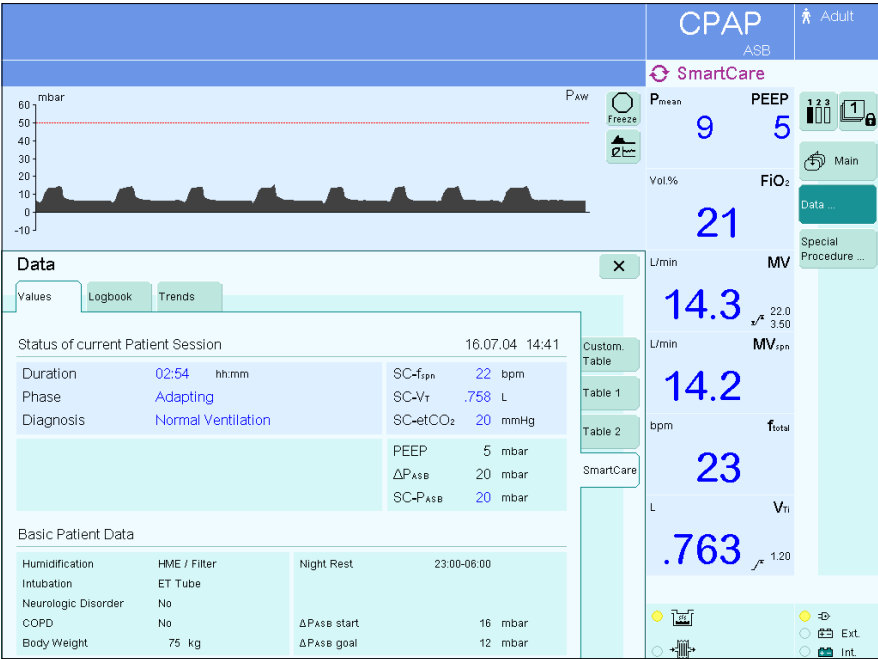 CPAP
ASB
Adult
SmartCare
mbar
PAW
60
50
40
30
20
10
0
-10
Freeze
Pmean PEEP
9 5
Vol.% FiO2
21
L/min MV
14.3 22.0
3.50
L/min MVspn
14.2
bpm ftotal
23
L VTi
.763 1.20
1 2 3
1
Main
Data ...
Special
Procedure ...
Data
Values Logbook Trends
Status of current Patient Session 16.07.04 14:41
Duration 02:54 hh:mm
Phase Adapting
Diagnosis Normal Ventilation
SC-fspn 22 bpm
SC-VT .758 L
SC-etCO2 20 mmHg
PEEP 5 mbar
ΔPASB 20 mbar
SC-PASB 20 mbar
Custom.
Table
Table 1
Table 2
SmartCare
Basic Patient Data
Humidification HME / Filter
Intubation ET Tube
Neurologic Disorder No
COPD No
Body Weight 75 kg
Night Rest 23:00-06:00
ΔPASB start 16 mbar
ΔPASB goal 12 mbar
Ext.
Int.